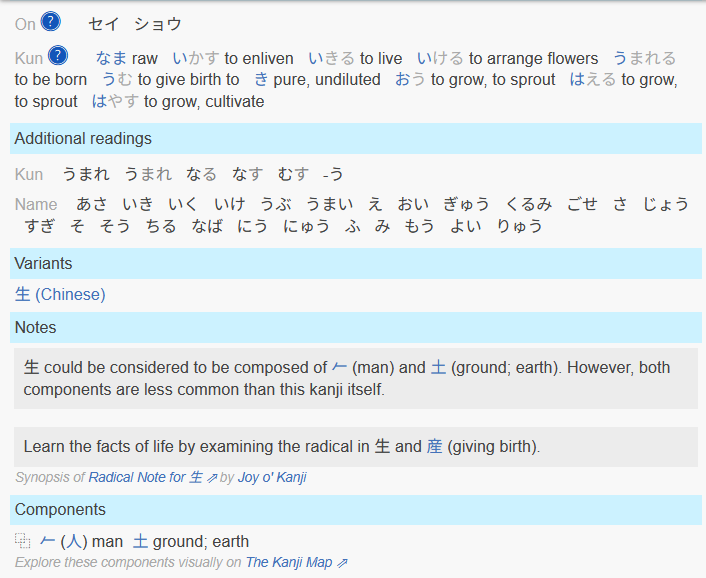 On ? セイ ショウ
Kun ? なま raw いかす to enliven いきる to live いける to arrange flowers うまれる
to be born うむ to give birth to き pure, undiluted おう to grow, to sprout はえる to grow,
to sprout はやす to grow, cultivate
Additional readings
Kun うまれ うまれ なる なす むす -う
Name あさ いき いく いけ うぶ うまい え おい ぎゅう くるみ ごせ さ じょう
すぎ そ そう ちる なば にう にゅう ふ み もう よい りゅう
Variants
生 (Chinese)
Notes
生 could be considered to be composed of 𠂉 (man) and 土 (ground; earth). However, both
components are less common than this kanji itself.
Learn the facts of life by examining the radical in 生 and 産 (giving birth).
Synopsis of Radical Note for 生 ⇗ by Joy o' Kanji
Components
⿻ 𠂉 (人) man 土 ground; earth
Explore these components visually on The Kanji Map ⇗